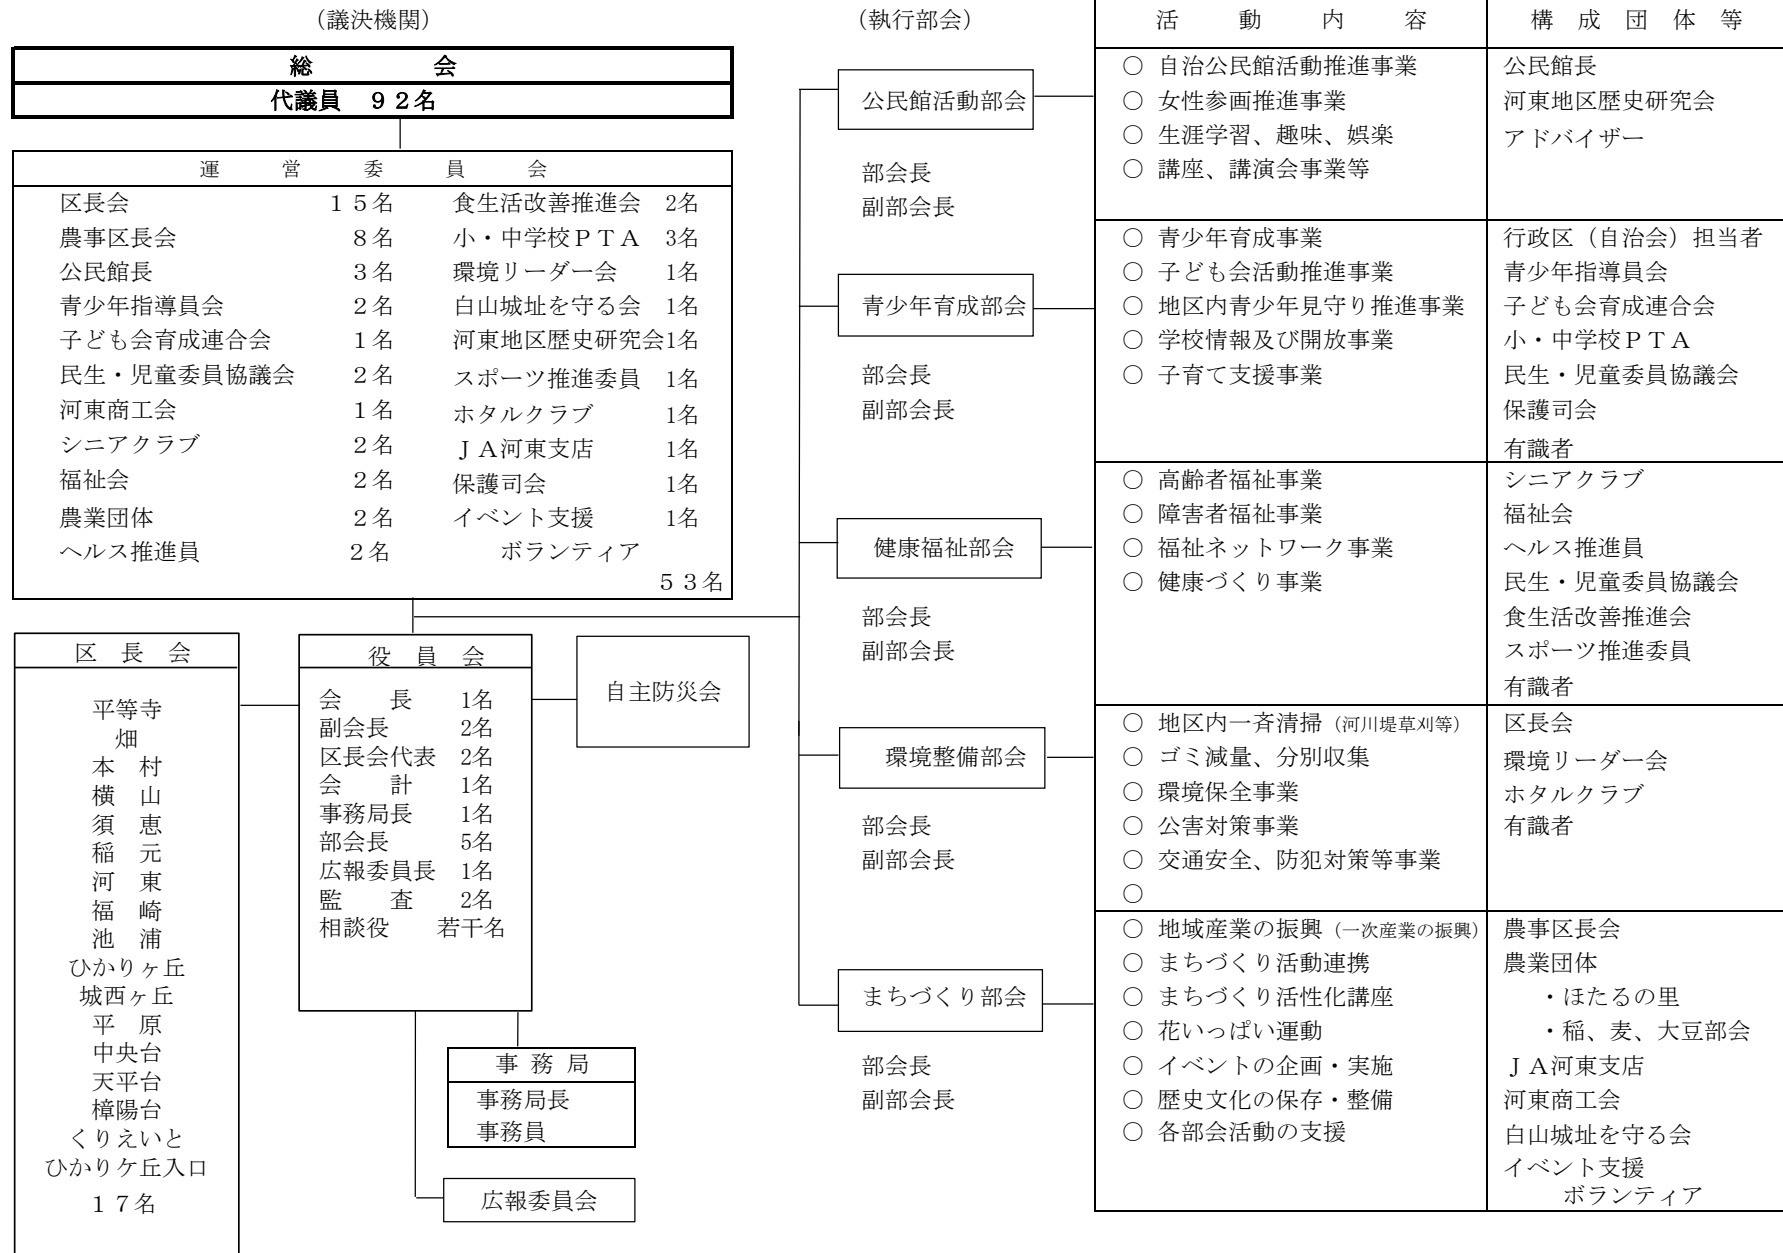 (議決機関)
総　　会
代議員　９２名
運　営　委　員　会
区長会　１５名　食生活改善推進会　2名
農事区長会　８名　小・中学校ＰＴＡ　3名
公民館長　３名　環境リーダー会　1名
青少年指導員会　２名　白山城址を守る会　1名
子ども会育成連合会　１名　河東地区歴史研究会1名
民生・児童委員協議会　２名　スポーツ推進委員　1名
河東商工会　１名　ホタルクラブ　1名
シニアクラブ　２名　ＪＡ河東支店　1名
福祉会　２名　保護司会　1名
農業団体　２名　イベント支援　1名
ヘルス推進員　２名　ボランティア
５３名
区　長　会
平等寺
畑
本　村
横　山
須　恵
稲　元
河　東
福　崎
池　浦
ひかりヶ丘
城西ヶ丘
平　原
中央台
天平台
樟陽台
くりえいと
ひかりケ丘入口
１７名
役　員　会
会　　長　1名
副会長　2名
区長会代表　2名
会　　計　1名
事務局長　1名
部会長　5名
広報委員長　1名
監　　査　2名
相談役　若干名
自主防災会
事　務　局
事務局長
事務員
広報委員会
(執行部会)
公民館活動部会
部会長
副部会長
青少年育成部会
部会長
副部会長
健康福祉部会
部会長
副部会長
環境整備部会
部会長
副部会長
まちづくり部会
部会長
副部会長
活　動　内　容
○ 自治公民館活動推進事業
○ 女性参画推進事業
○ 生涯学習、趣味、娯楽
○ 講座、講演会事業等
○ 青少年育成事業
○ 子ども会活動推進事業
○ 地区内青少年見守り推進事業
○ 学校情報及び開放事業
○ 子育て支援事業
○ 高齢者福祉事業
○ 障害者福祉事業
○ 福祉ネットワーク事業
○ 健康づくり事業
○ 地区内一斉清掃（河川堤草刈等）
○ ゴミ減量、分別収集
○ 環境保全事業
○ 公害対策事業
○ 交通安全、防犯対策等事業
○
○ 地域産業の振興（一次産業の振興）
○ まちづくり活動連携
○ まちづくり活性化講座
○ 花いっぱい運動
○ イベントの企画・実施
○ 歴史文化の保存・整備
○ 各部会活動の支援
構　成　団　体　等
公民館長
河東地区歴史研究会
アドバイザー
行政区（自治会）担当者
青少年指導員会
子ども会育成連合会
小・中学校ＰＴＡ
民生・児童委員協議会
保護司会
有識者
シニアクラブ
福祉会
ヘルス推進員
民生・児童委員協議会
食生活改善推進会
スポーツ推進委員
有識者
区長会
環境リーダー会
ホタルクラブ
有識者
農事区長会
農業団体
・ほたるの里
・稲、麦、大豆部会
ＪＡ河東支店
河東商工会
白山城址を守る会
イベント支援
ボランティア